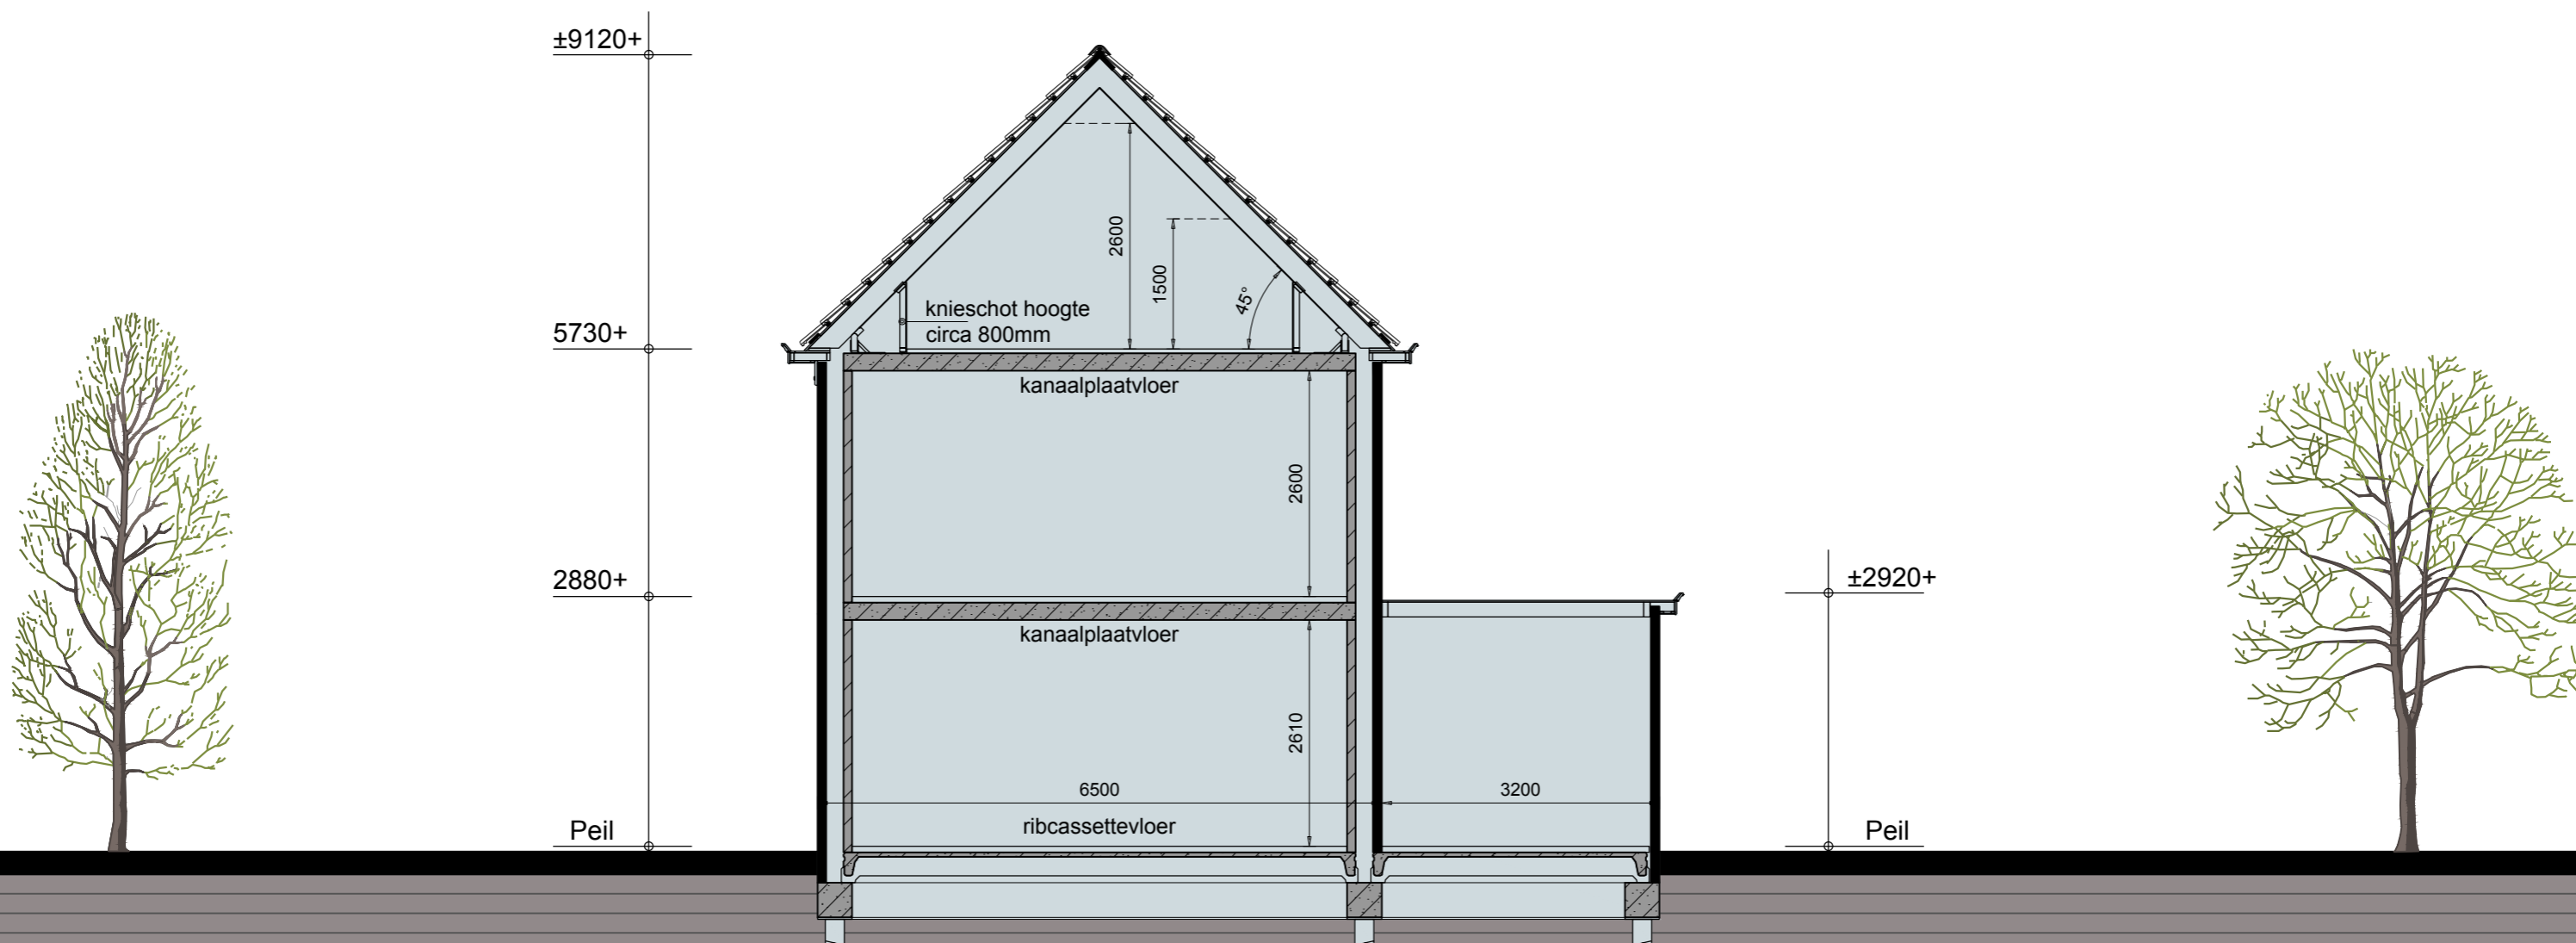 ±9120+
2600
1500
45°
knieschot hoogte
circa 800mm
5730+
kanaalplaatvloer
2600
2880+
±2920+
kanaalplaatvloer
2610
6500
3200
ribcassettevloer
Peil
Peil